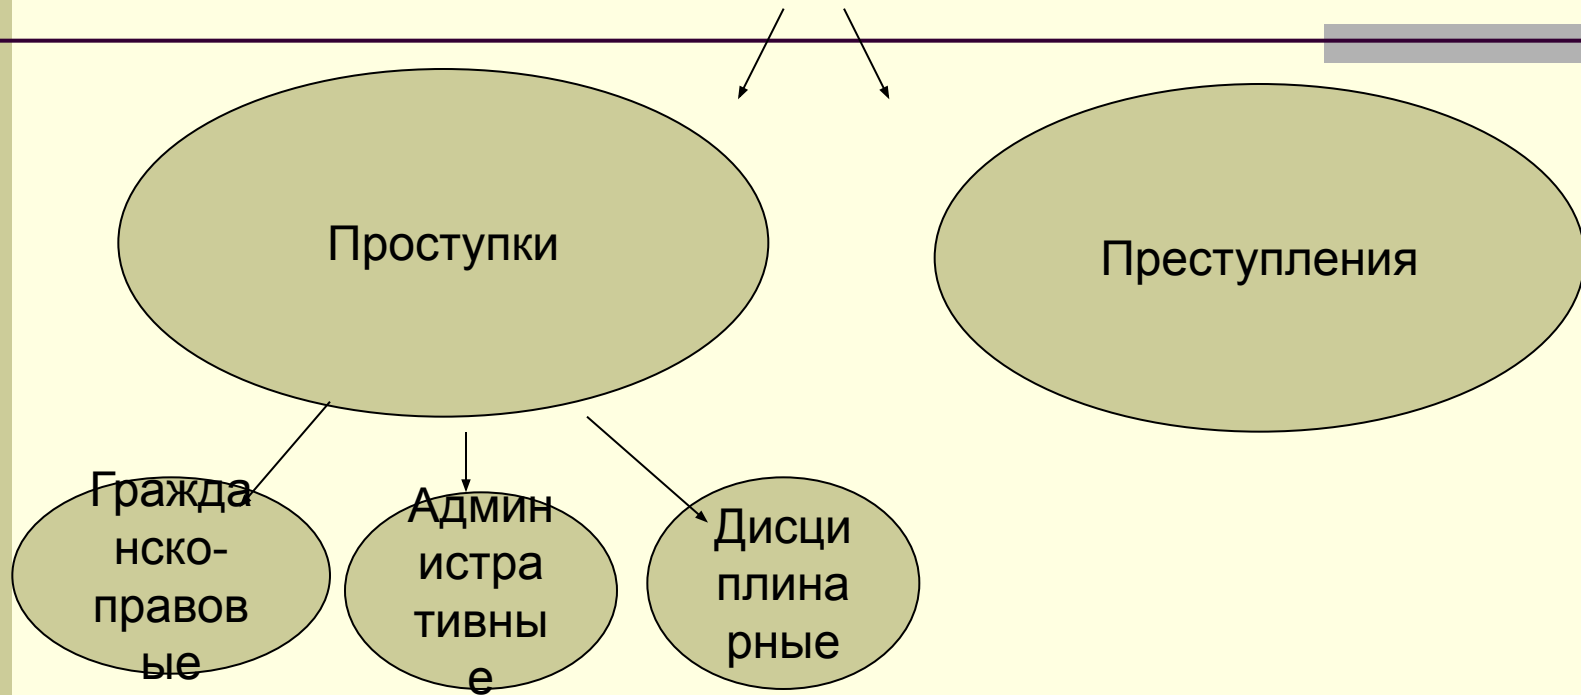 Проступки
Преступления
Гражда
нско-
правов
ые
Админ
истра
тивны
е
Дисци
плина
рные